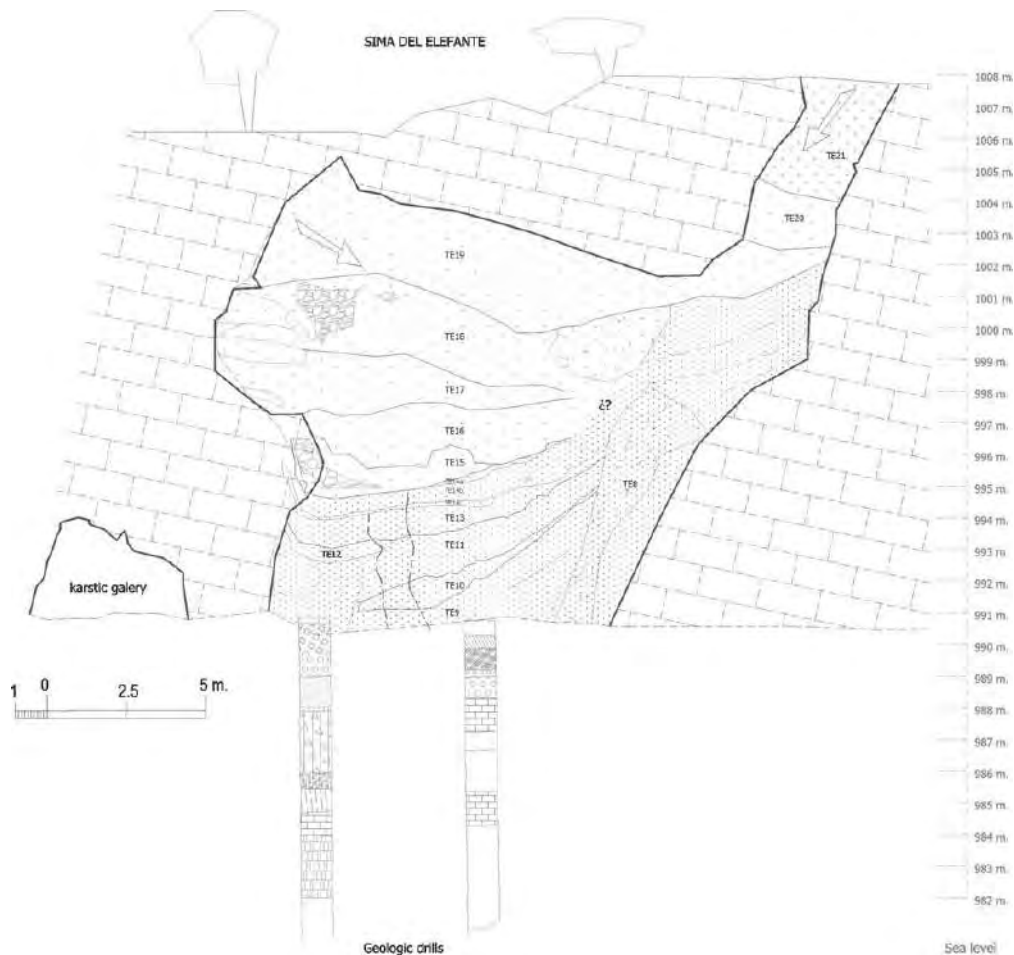 SIMA DEL ELEFANTE
1008 m.
1007 m.
1006 m.
TE21
1005 m.
1004 m.
TE20
1003 m.
TE19
1002 m.
1001 m.
TE18
1000 m.
999 m.
TE17
998 m.
¿?
997 m.
TE16
996 m.
TE15
TE8
995 m.
TE13
994 m.
TE12
TE11
993 m.
karstic galery
TE10
992 m.
TE9
991 m.
990 m.
989 m.
1 0 2.5 5 m.
988 m.
987 m.
986 m.
985 m.
984 m.
983 m.
982 m.
Geologic drills
Sea level